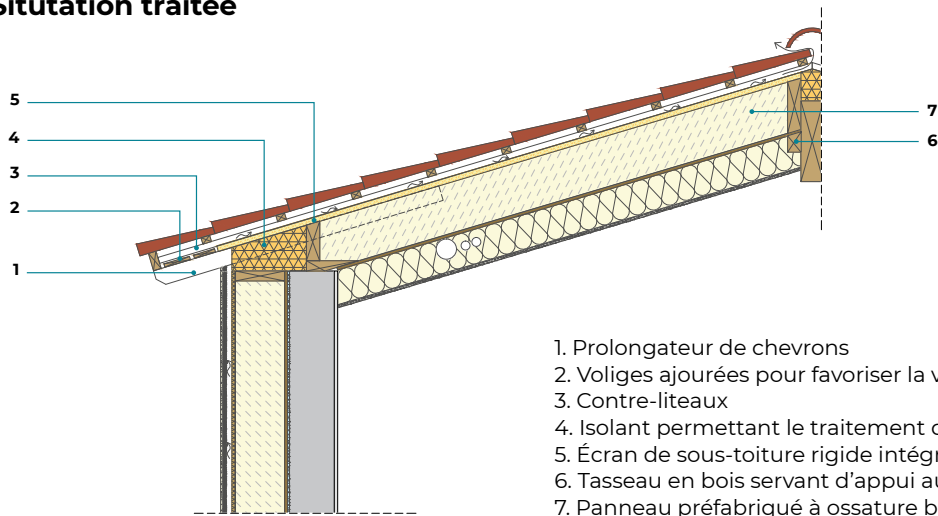 Situtation traitée
5
4
3
2
1
7
6
1. Prolongateur de chevrons
2. Voliges ajourées pour favoriser la
3. Contre-liteaux
4. Isolant permettant le traitement
5. Écran de sous-toiture rigide
6. Tasseau en bois servant d'appui
7. Panneau préfabriqué à ossature